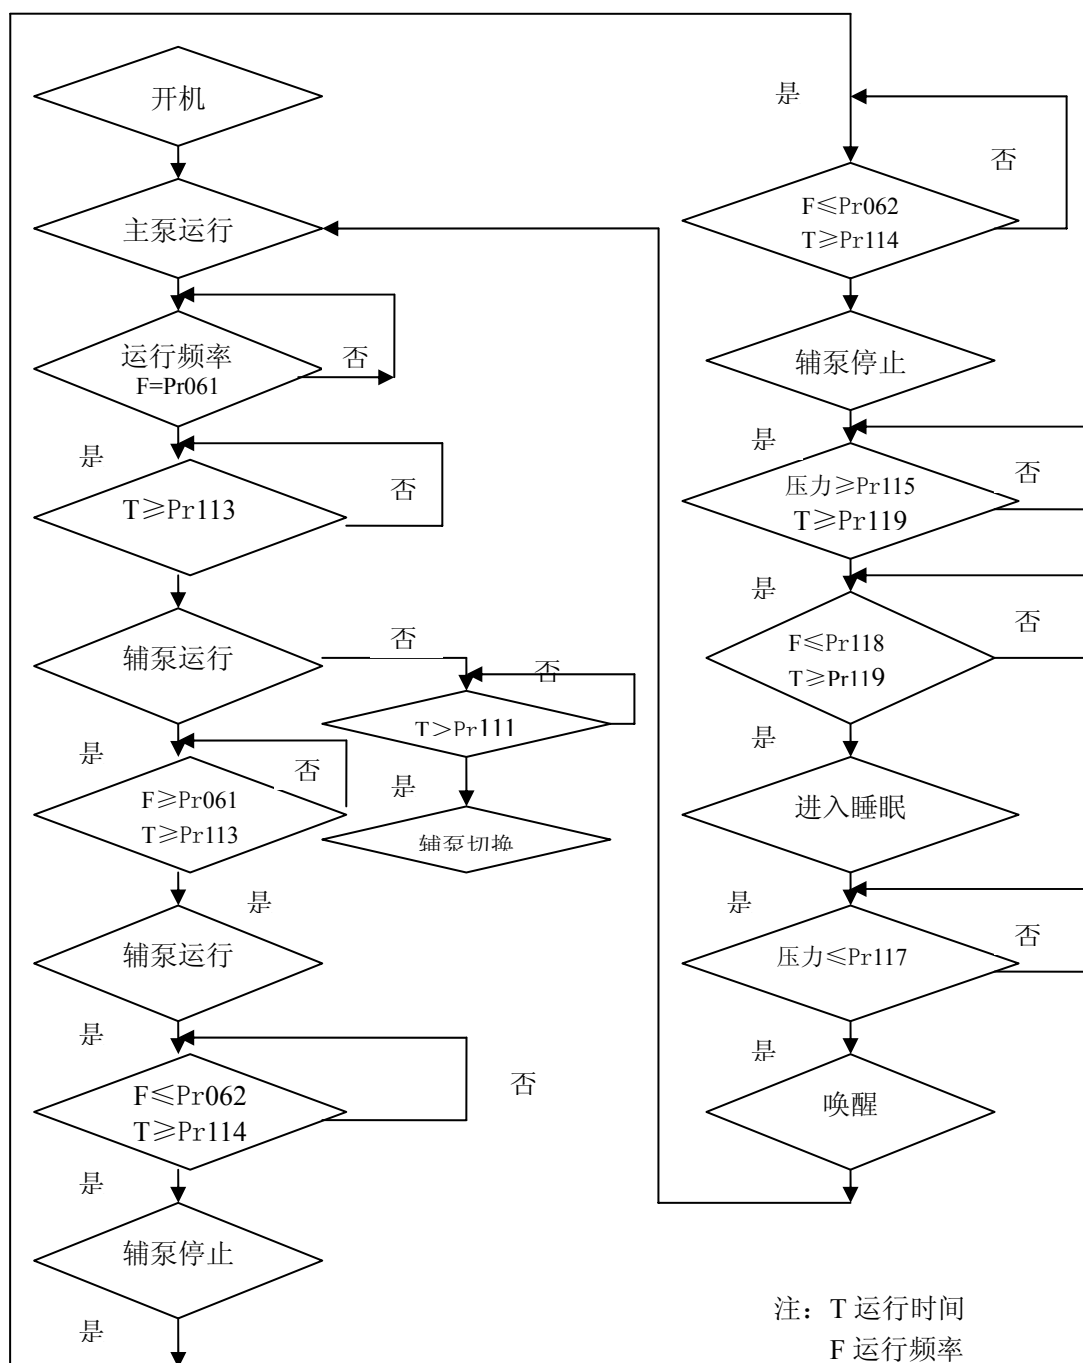 开机
主泵运行
运行频率
F=Pr061
否
是
T≥Pr113
否
辅泵运行
否
否
T＞Pr111
是
辅泵切换
是
否
F≥Pr061
T≥Pr113
是
辅泵运行
是
F≤Pr062
T≥Pr114
否
是
辅泵停止
是
是
否
F≤Pr062
T≥Pr114
辅泵停止
是
压力≥Pr115
T≥Pr119
否
是
F≤Pr118
T≥Pr119
否
是
进入睡眠
是
压力≤Pr117
否
是
唤醒
注：T 运行时间
F 运行频率